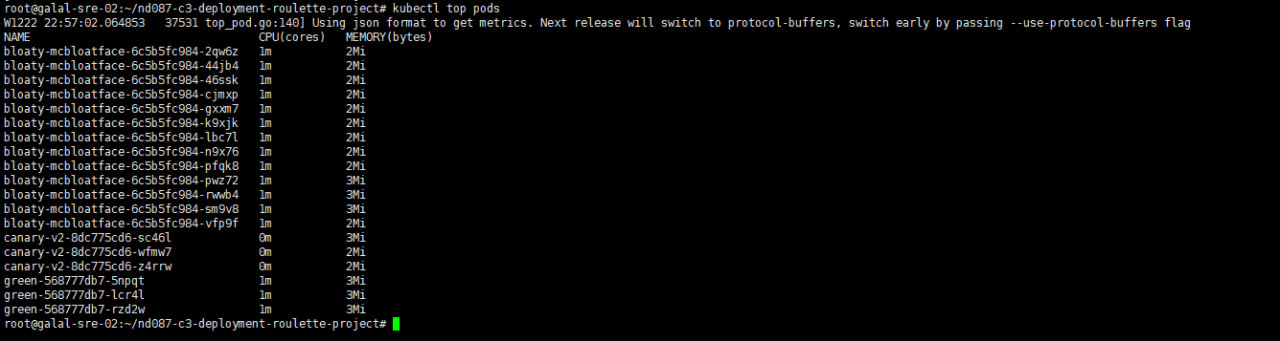 root@galal-sre-02:~/nd087-c3-deployment-roulette-project# kubectl top pods
W1222 22:57:02.064853   37531 top_pod.go:140] Using json format to get metrics. Next release will switch to protocol-buffers, switch early by passing --use-protocol-buffers flag
NAME                                CPU(cores)   MEMORY(bytes)
bloaty-mcbloatface-6c5b5fc984-2qw6z   1m           2Mi
bloaty-mcbloatface-6c5b5fc984-44jb4   1m           2Mi
bloaty-mcbloatface-6c5b5fc984-46ssk   1m           2Mi
bloaty-mcbloatface-6c5b5fc984-cjmxp   1m           2Mi
bloaty-mcbloatface-6c5b5fc984-gxxm7   1m           2Mi
bloaty-mcbloatface-6c5b5fc984-k9xjk   1m           2Mi
bloaty-mcbloatface-6c5b5fc984-lbc7l   1m           2Mi
bloaty-mcbloatface-6c5b5fc984-n9x76   1m           2Mi
bloaty-mcbloatface-6c5b5fc984-pfqk8   1m           2Mi
bloaty-mcbloatface-6c5b5fc984-pwz72   1m           3Mi
bloaty-mcbloatface-6c5b5fc984-rwwb4   1m           3Mi
bloaty-mcbloatface-6c5b5fc984-sm9v8   1m           3Mi
bloaty-mcbloatface-6c5b5fc984-vfp9f   1m           2Mi
canary-v2-8dc775cd6-sc46l             0m           3Mi
canary-v2-8dc775cd6-wfmw7             0m           2Mi
canary-v2-8dc775cd6-z4rrw             0m           2Mi
green-568777db7-5npqt                 1m           3Mi
green-568777db7-lcr4l                 1m           3Mi
green-568777db7-rzd2w                 1m           3Mi
root@galal-sre-02:~/nd087-c3-deployment-roulette-project#